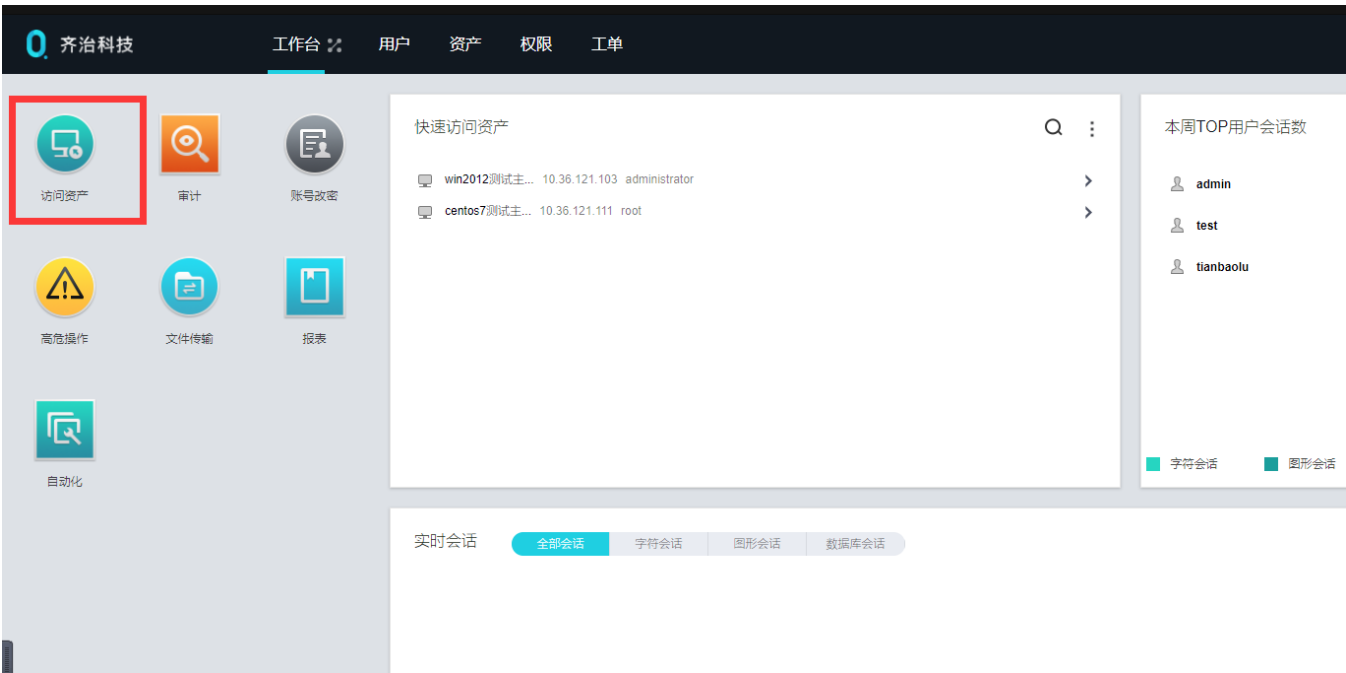 齐治科技 工作台 用户 资产 权限 工单
访问资产 审计 账号改密
高危操作 文件传输 报表
自动化
快速访问资产
win2012测试主... 10.36.121.103 administrator
centos7测试主... 10.36.121.111 root
本周TOP用户会话数
admin
test
tianbaolu
字符会话 图形会话
实时会话 全部会话 字符会话 图形会话 数据库会话